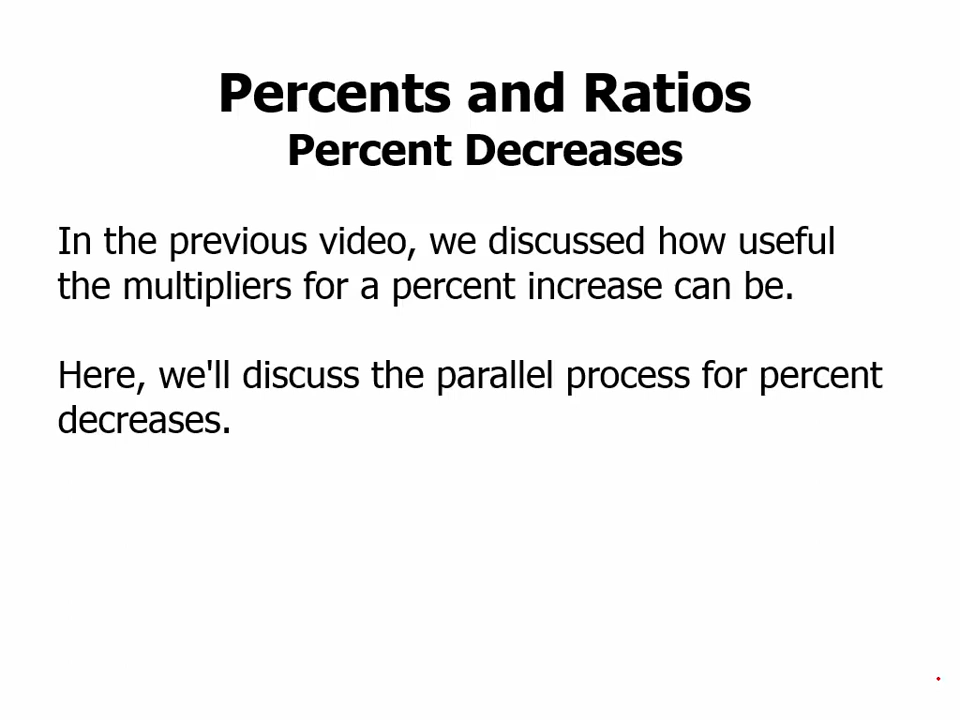 Percents and Ratios
Percent Decreases
In the previous video, we discussed how useful
the multipliers for a percent increase can be.
Here, we'll discuss the parallel process for percent
decreases.